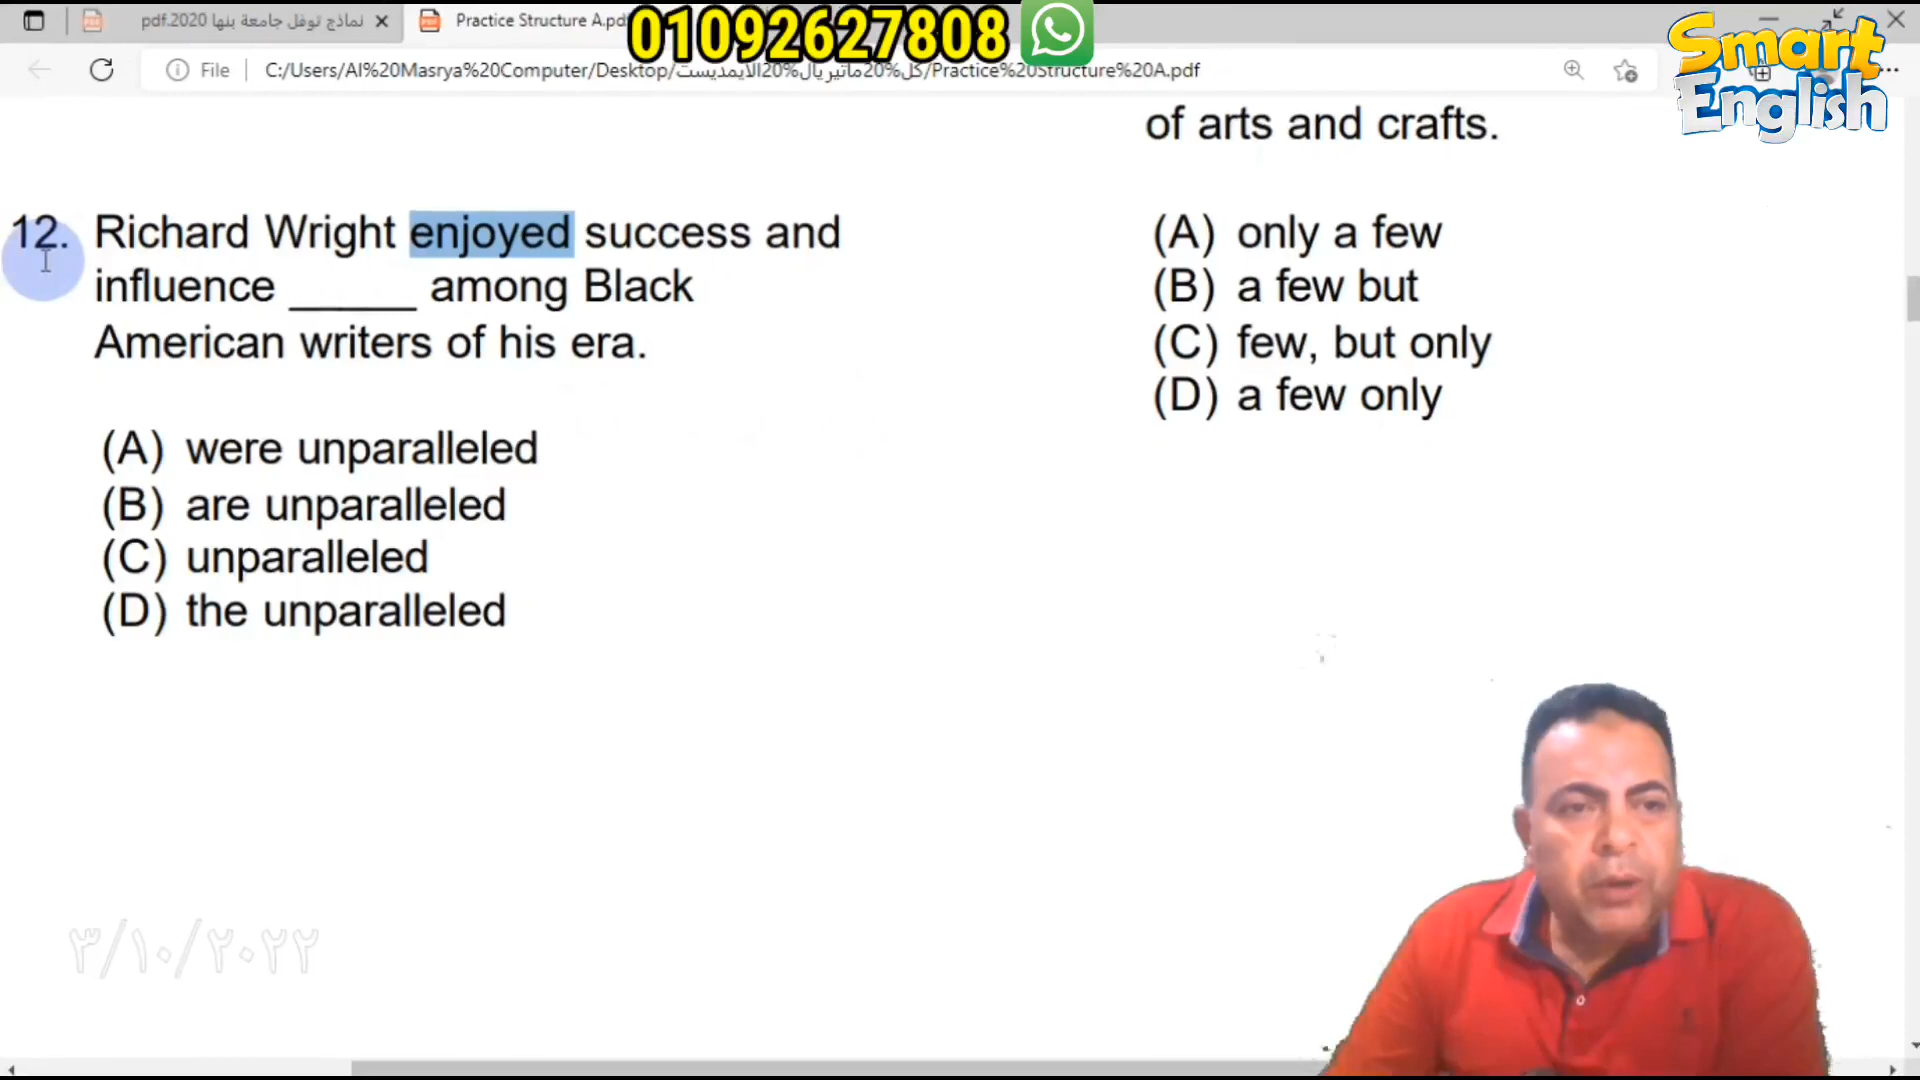 نماذج توفل جامعة بنها 2020.pdf
Practice Structure A.pd
01092627808
Smart
English
File
C:/Users/Al%20Masrya%20Computer/Desktop/كل%20ماتيريال%20الايمديست/Practice%20Structure%20A.pdf
of arts and crafts.
12. Richard Wright enjoyed success and
influence _____ among Black
American writers of his era.
(A) were unparalleled
(B) are unparalleled
(C) unparalleled
(D) the unparalleled
(A) only a few
(B) a few but
(C) few, but only
(D) a few only
٣/١٠/٢٠٢٢